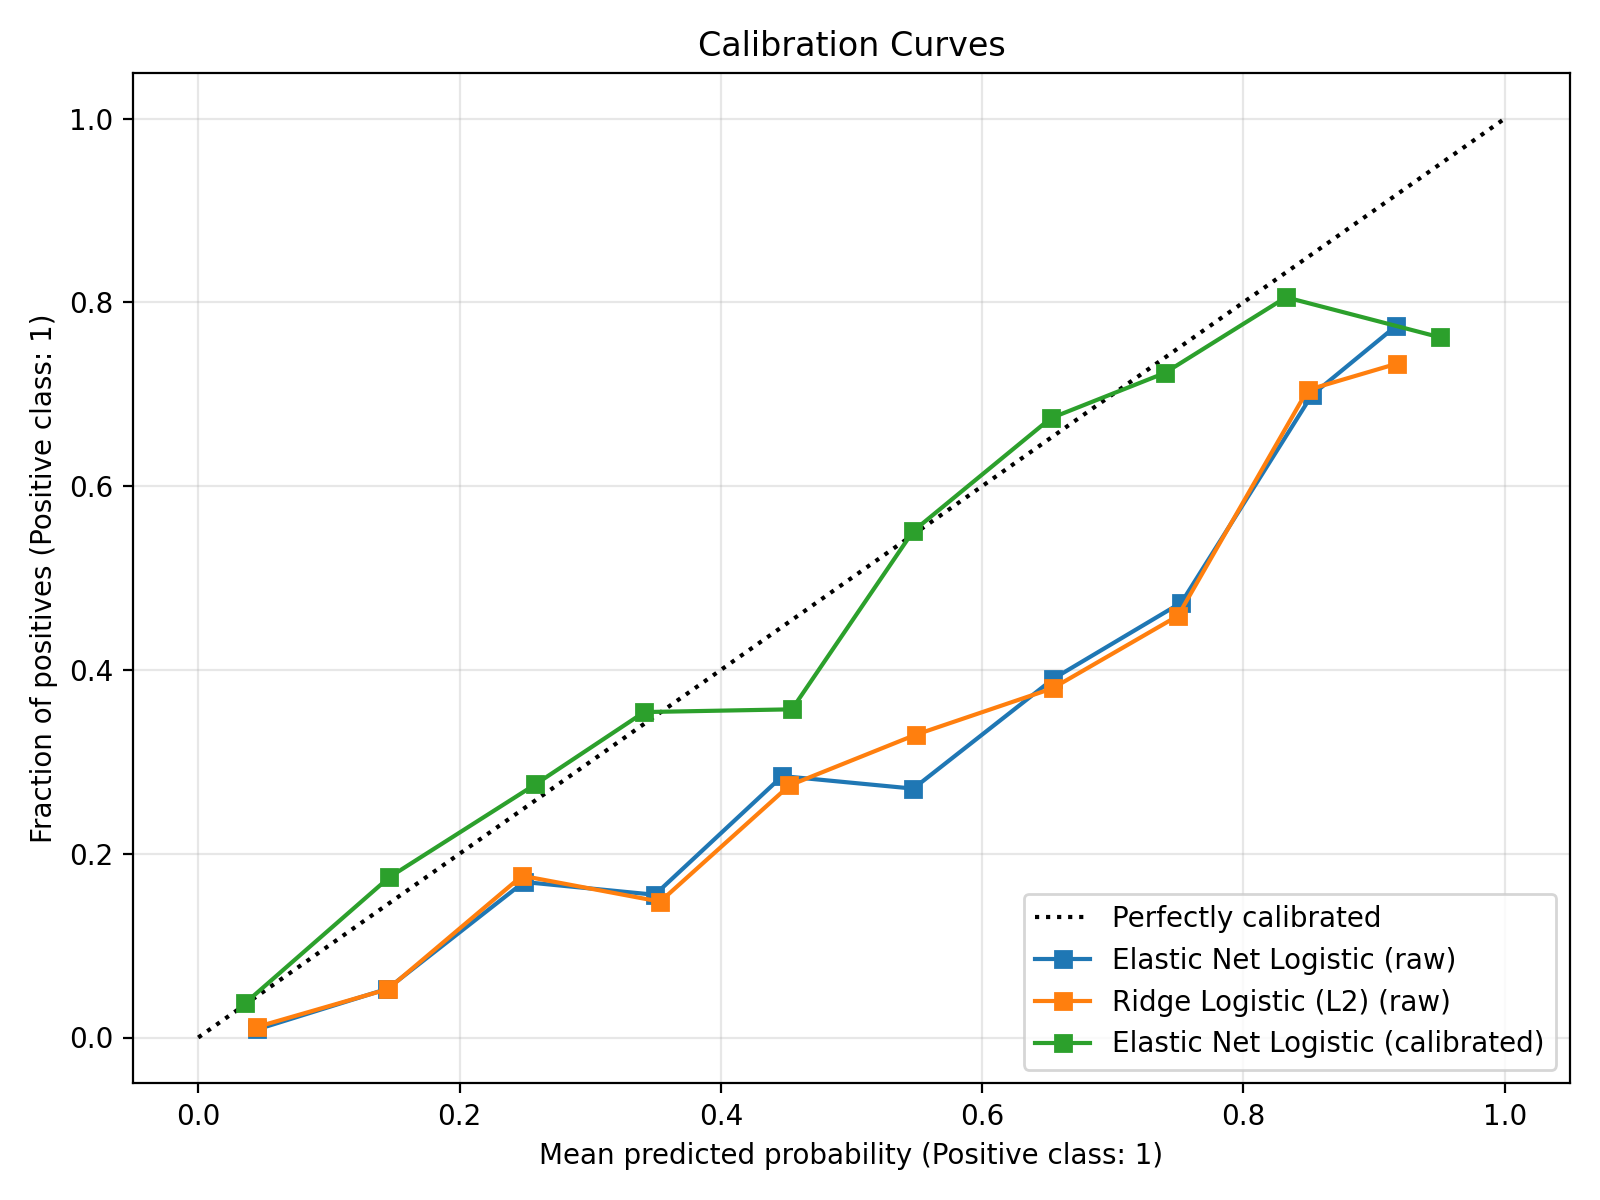 Calibration Curves
Fraction of positives (Positive class: 1)
1.0
0.8
0.6
0.4
0.2
0.0
Perfectly calibrated
Elastic Net Logistic (raw)
Ridge Logistic (L2) (raw)
Elastic Net Logistic (calibrated)
0.0 0.2 0.4 0.6 0.8 1.0
Mean predicted probability (Positive class: 1)